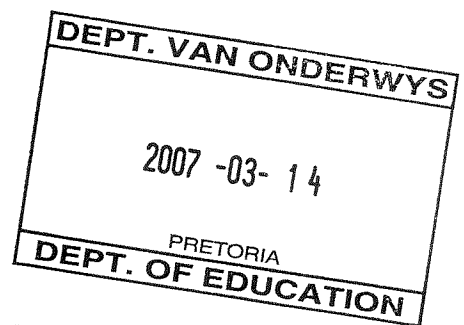 DEPT. VAN ONDERWYS
2007 -03- 14
PRETORIA
DEPT. OF EDUCATION